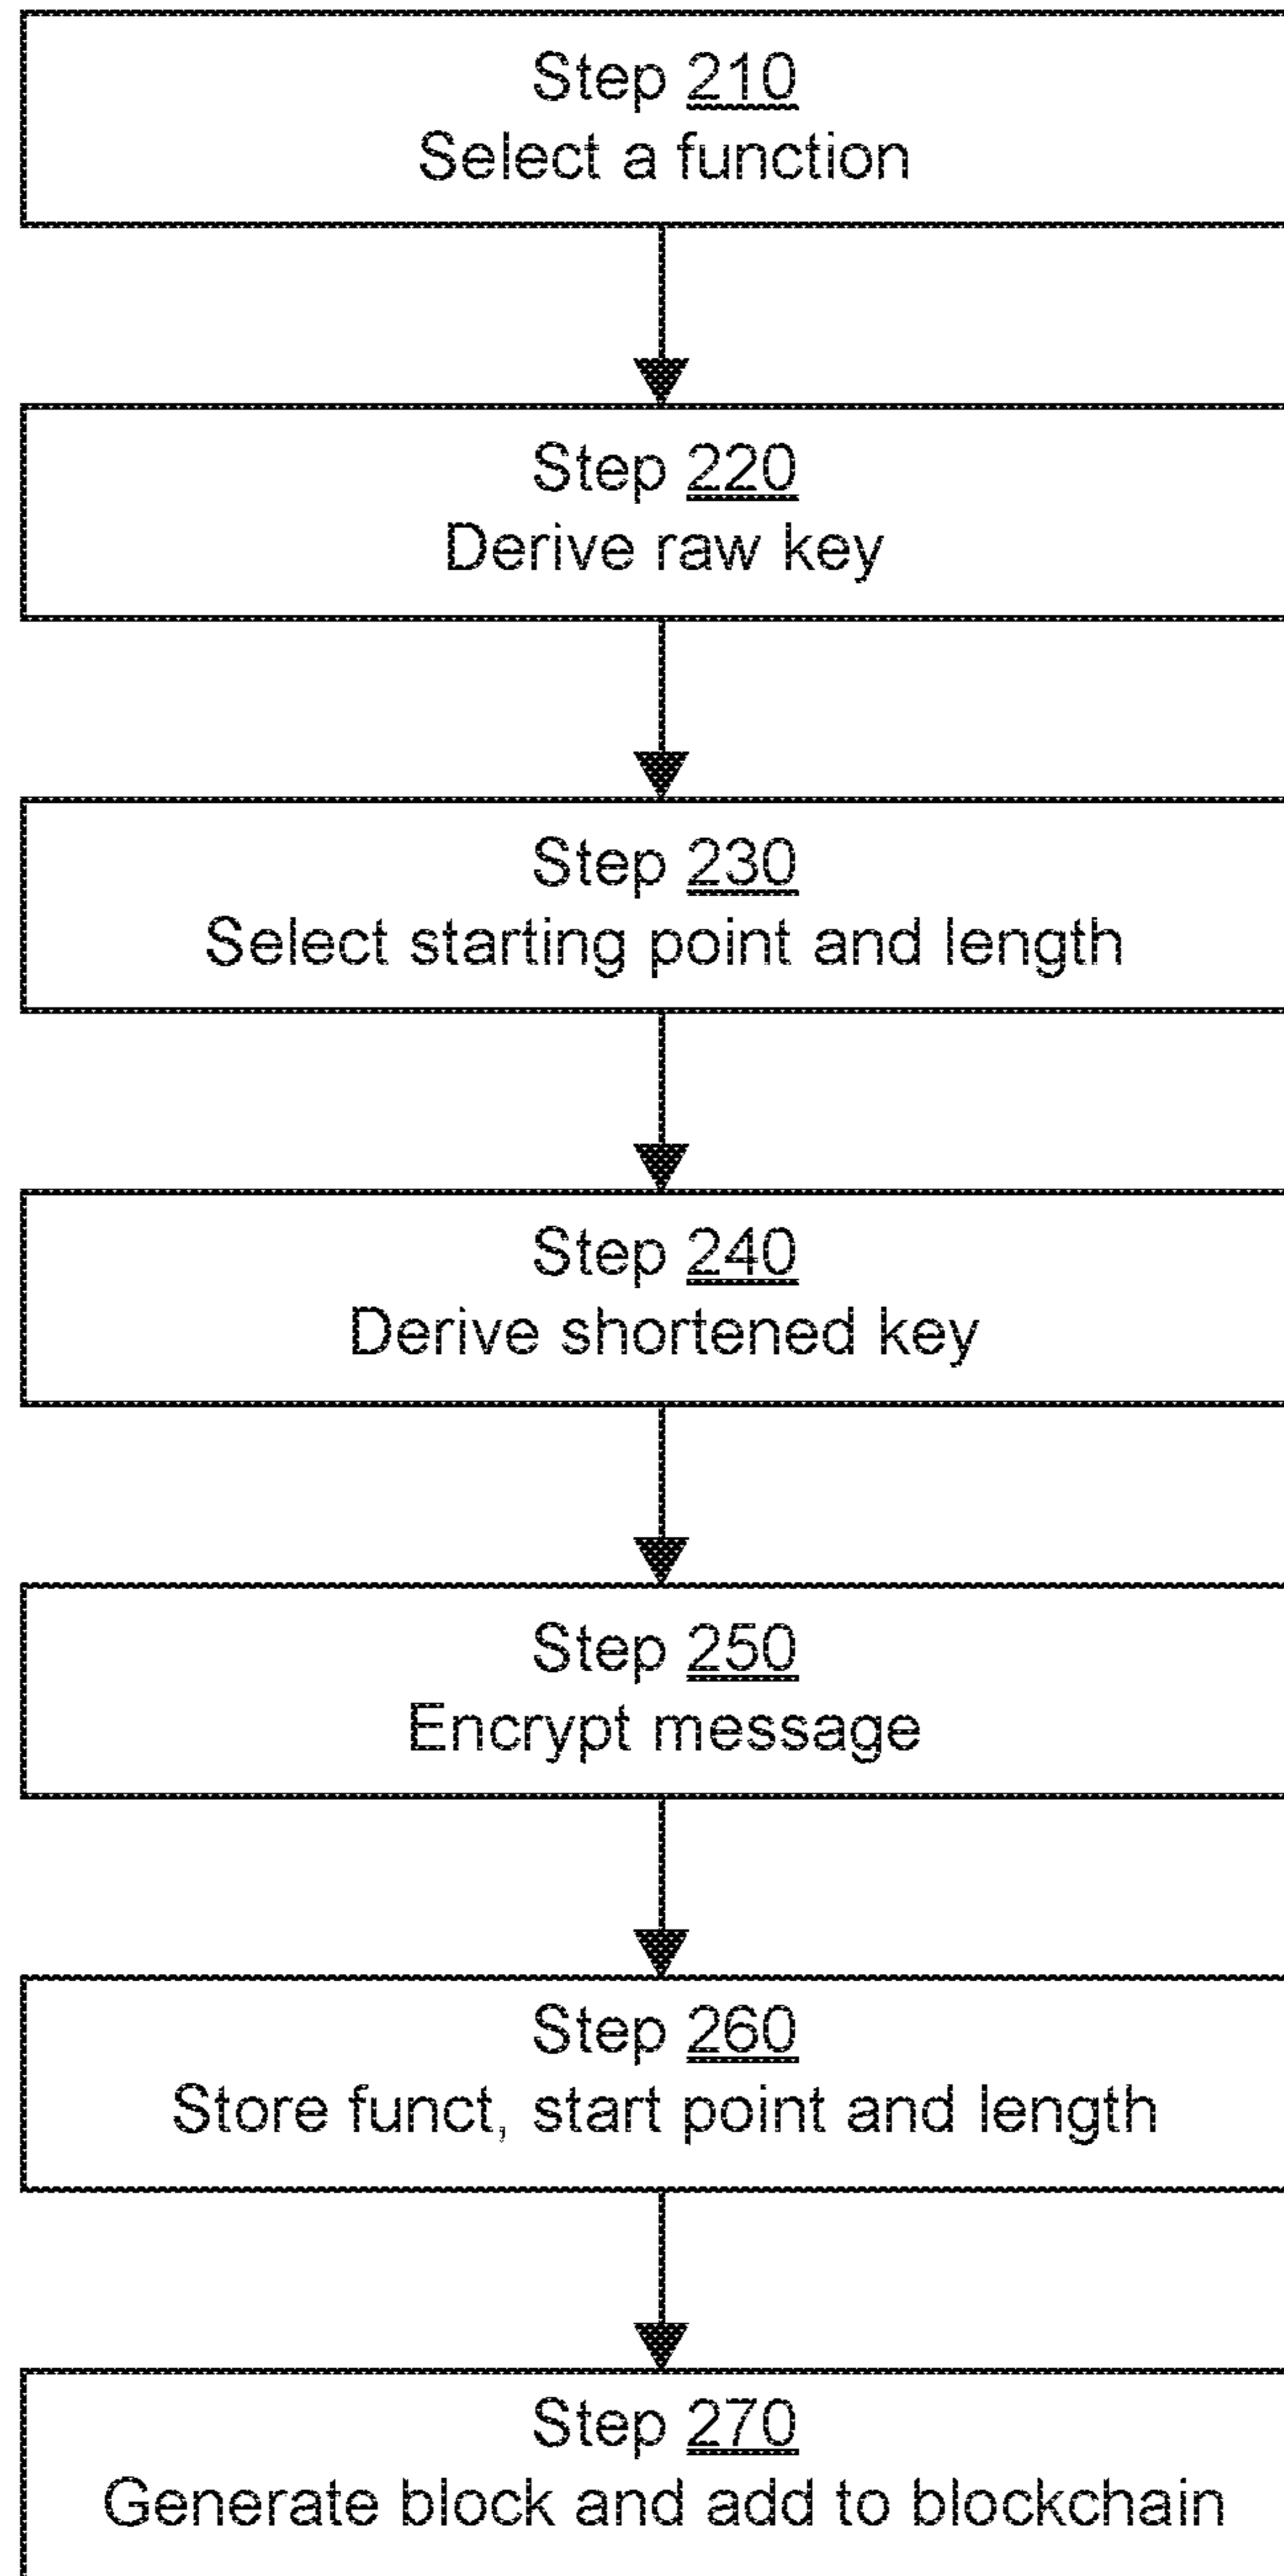 Step 210
Select a function
Step 220
Derive raw key
Step 230
Select starting point and length
Step 240
Derive shortened key
Step 250
Encrypt message
Step 260
Store funct, start point and length
Step 270
Generate block and add to blockchain